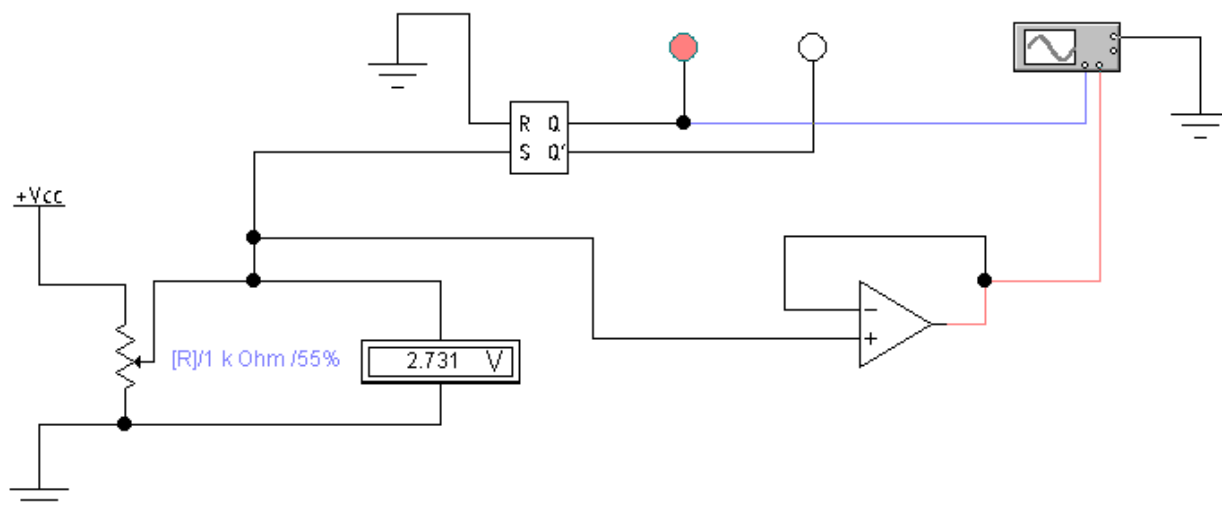 R Q
S Q'
+Vcc
[R]/1 k Ohm /55%
2.731 V
−
+